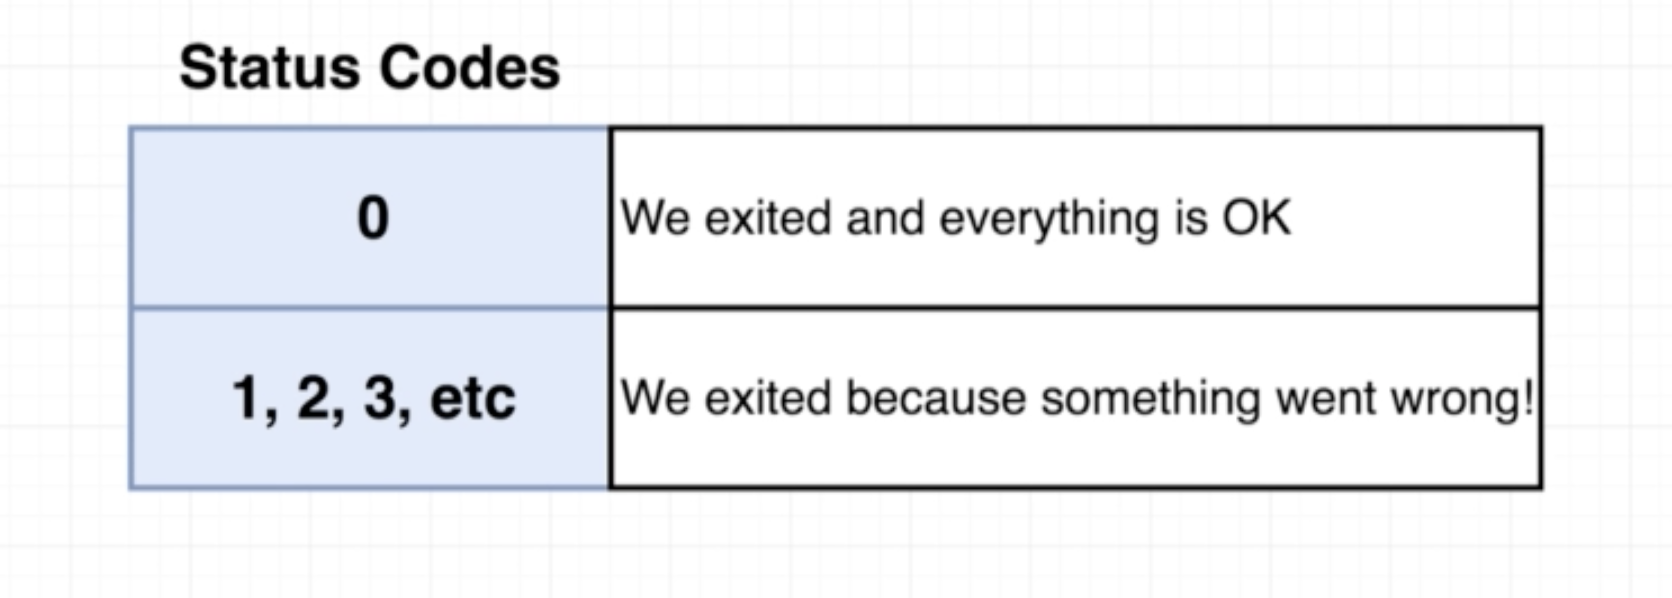 Status Codes
0
We exited and everything is OK
1, 2, 3, etc
We exited because something went wrong!